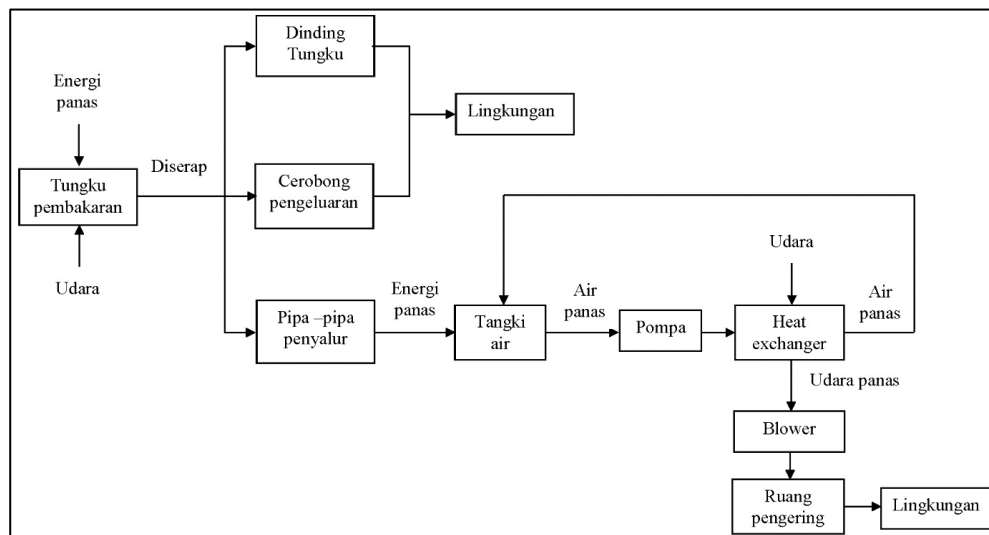 Dinding
Tungku
Energi
panas
Lingkungan
Diserap
Tungku
pembakaran
Cerobong
pengeluaran
Udara
Udara
Energi
panas
Air
panas
Air
panas
Pipa –pipa
penyalur
Tangki
air
Pompa
Heat
exchanger
Udara panas
Blower
Ruang
pengering
Lingkungan